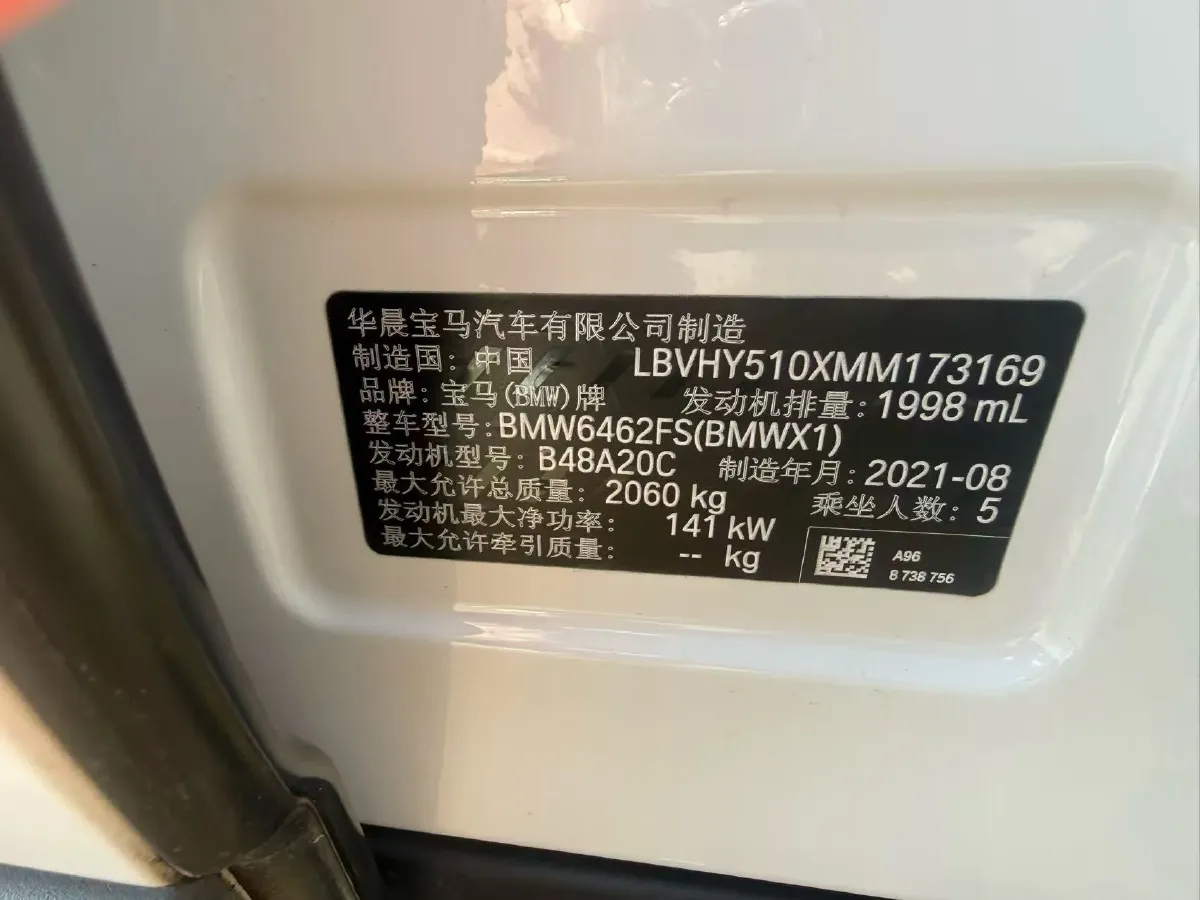 华晨宝马汽车有限公司制造
制造国: 中国 LBVHY510XMM173169
品牌: 宝马(BMW)牌 发动机排量: 1998 mL
整车型号: BMW6462FS(BMWX1)
发动机型号: B48A20C 制造年月: 2021-08
最大允许总质量: 2060 kg 乘坐人数: 5
发动机最大净功率: 141 kW
最大允许牵引质量: -- kg
A96
8 738 756